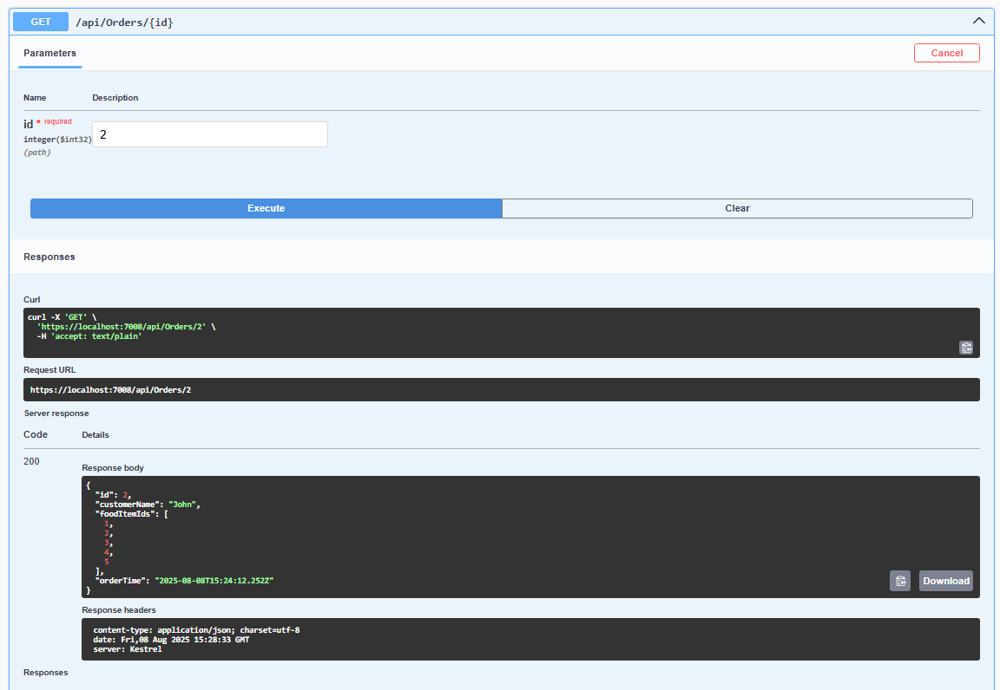 GET /api/Orders/{id}
Parameters
Cancel
Name Description
id * required
integer($int32)
(path)
2
Execute Clear
Responses
Curl
curl -X 'GET' \
'https://localhost:7008/api/Orders/2' \
-H 'accept: text/plain'
Request URL
https://localhost:7008/api/Orders/2
Server response
Code Details
200
Response body
{
"id": 2,
"customerName": "John",
"foodItemIds": [
1,
2,
3,
4,
5
],
"orderTime": "2025-08-08T15:24:12.252Z"
}
Download
Response headers
content-type: application/json; charset=utf-8
date: Fri,08 Aug 2025 15:28:33 GMT
server: Kestrel
Responses